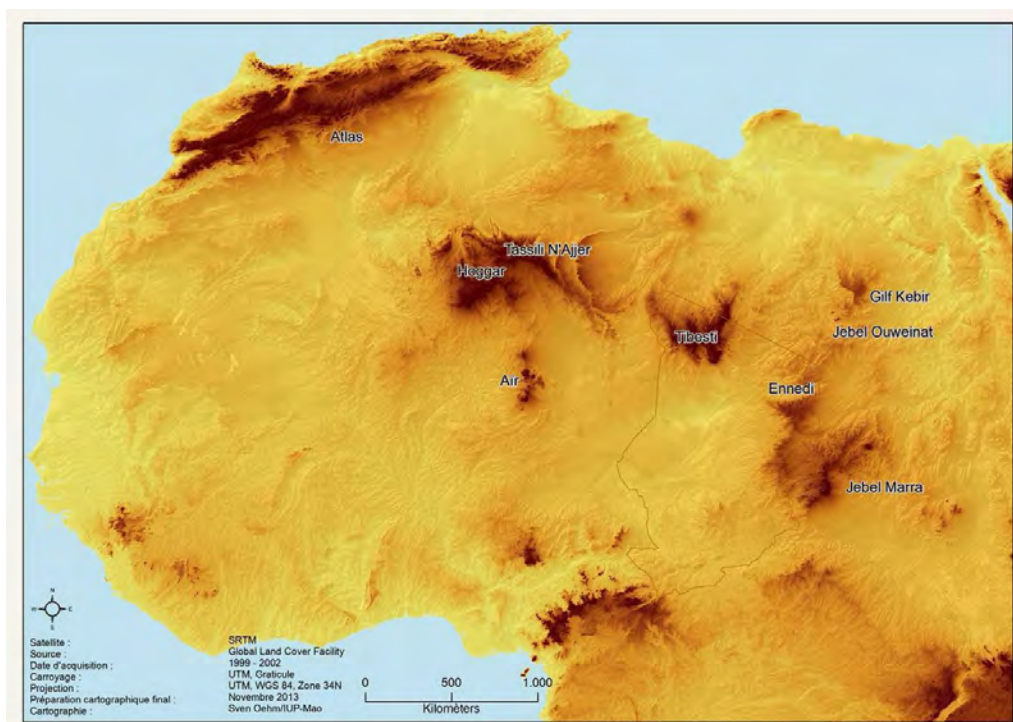 Atlas
Tassili N'Ajjer
Hoggar
Gilf Kebir
Tibesti
Jebel Ouweinat
Aïr
Ennedi
Jebel Marra
N
W E
S
Satellite : SRTM
Source : Global Land Cover Facility
Date d'acquisition : 1999 - 2002
Carroyage : UTM, Graticule
Projection : UTM, WGS 84, Zone 34N
Préparation cartographique final : Novembre 2013
Cartographie : Sven Oehm/IUP-Mao
0 500 1.000
Kilomèters